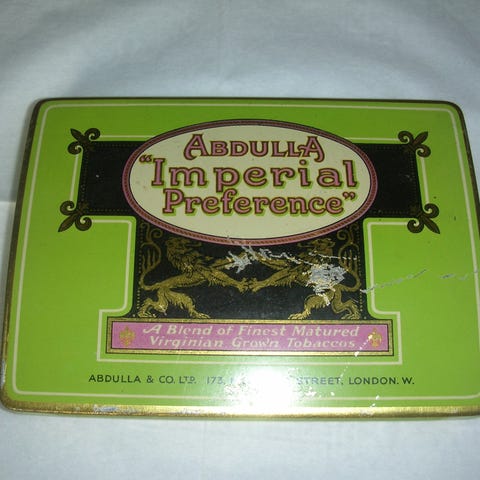 ABDULLA
"Imperial
Preference"
A Blend of Finest Matured
Virginian Grown Tobaccos
ABDULLA & CO. LTD. 173, STREET, LONDON. W.